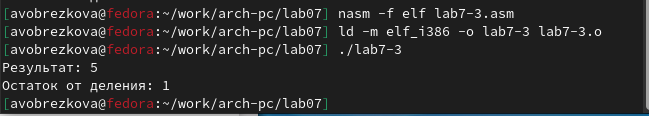 [avobrezkova@fedora:~/work/arch-pc/lab07] nasm -f elf lab7-3.asm
[avobrezkova@fedora:~/work/arch-pc/lab07] ld -m elf_i386 -o lab7-3 lab7-3.o
[avobrezkova@fedora:~/work/arch-pc/lab07] ./lab7-3
Результат: 5
Остаток от деления: 1
[avobrezkova@fedora:~/work/arch-pc/lab07]